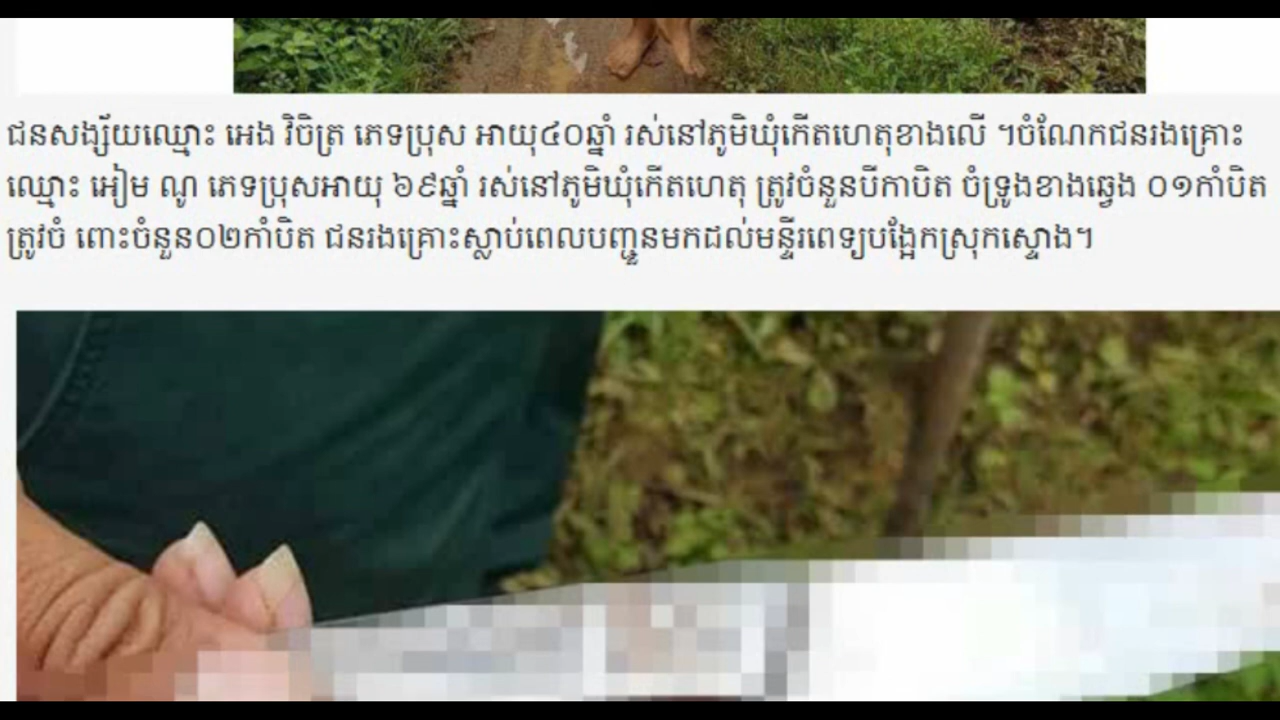 ជនសង្ស័យឈ្មោះ អេង វិចិត្រ ភេទប្រុស អាយុ៤០ឆ្នាំ រស់នៅភូមិឃុំកើតហេតុខាងលើ ។ចំណែកជនរងគ្រោះ
ឈ្មោះ អៀម ណូ ភេទប្រុសអាយុ ៦៩ឆ្នាំ រស់នៅភូមិឃុំកើតហេតុ ត្រូវចំនួនបីកាបិត ចំទ្រូងខាងឆ្វេង ០១កាំបិត
ត្រូវចំ ពោះចំនួន០២កាំបិត ជនរងគ្រោះស្លាប់ពេលបញ្ជួនមកដល់មន្ទីរពេទ្យបង្អែកស្រុកស្ទោង។